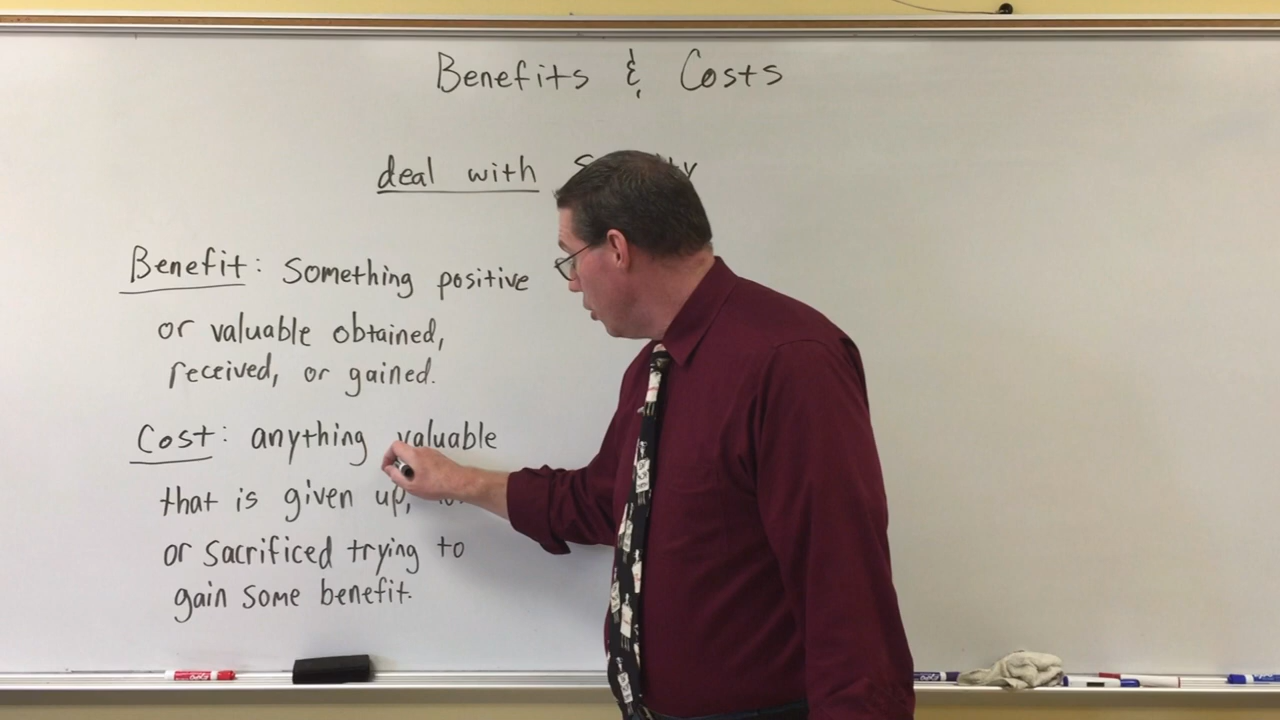 Benefits & Costs
deal with
Benefit: Something positive
or valuable obtained,
received, or gained.
Cost: anything valuable
that is given up,
or sacrificed trying to
gain some benefit.